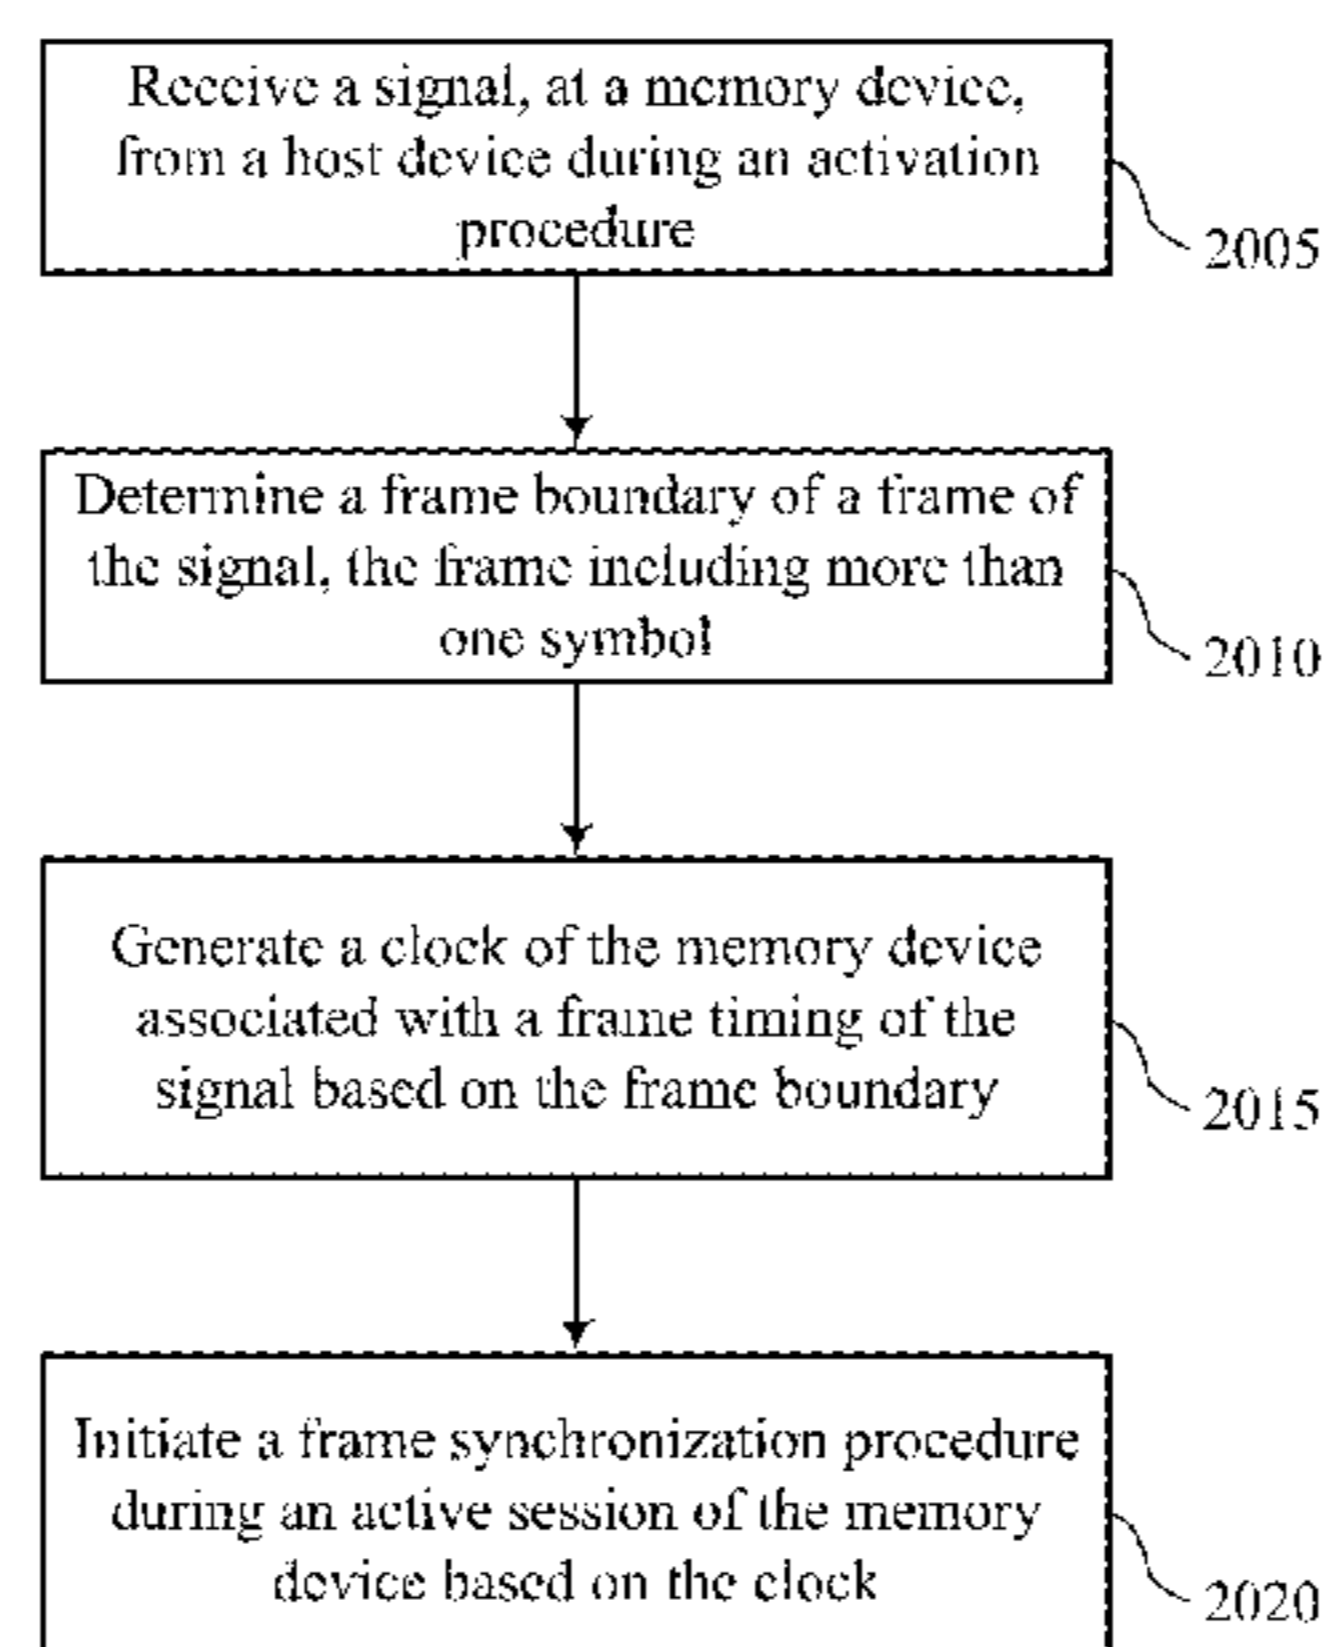 Receive a signal, at a memory device,
from a host device during an activation
procedure
2005
Determine a frame boundary of a frame of
the signal, the frame including more than
one symbol
2010
Generate a clock of the memory device
associated with a frame timing of the
signal based on the frame boundary
2015
Initiate a frame synchronization procedure
during an active session of the memory
device based on the clock
2020